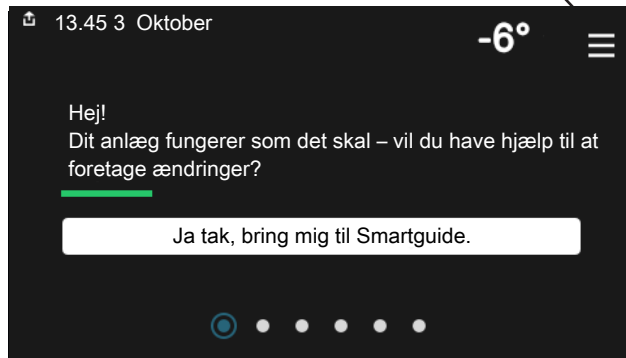 13.45 3 Oktober
-6°
Hej!
Dit anlæg fungerer som det skal – vil du have hjælp til at
foretage ændringer?
Ja tak, bring mig til Smartguide.